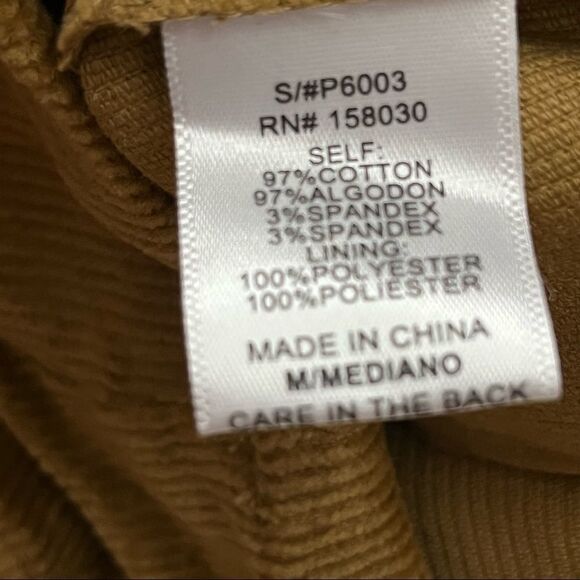 S/#P6003
RN# 158030
SELF:
97%COTTON
97%ALGODON
3%SPANDEX
3%SPANDEX
LINING:
100%POLYESTER
100%POLIESTER
MADE IN CHINA
M/MEDIANO
CARE IN THE BACK